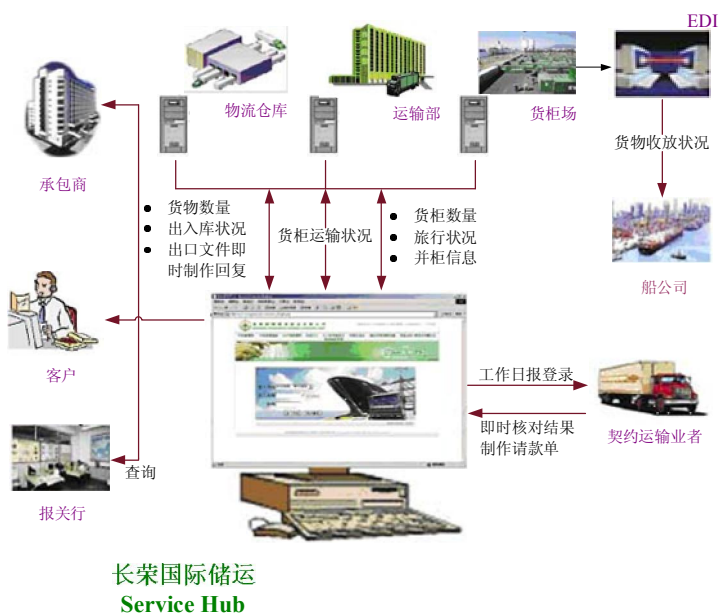 EDI
物流仓库
运输部
货柜场
货物收放状况
承包商
● 货物数量
● 出入库状况
● 出口文件即
时制作回复
货柜运输状况
● 货柜数量
● 旅行状况
● 并柜信息
船公司
客户
工作日报登录
即时核对结果
制作请款单
契约运输业者
查询
报关行
长荣国际储运
Service Hub